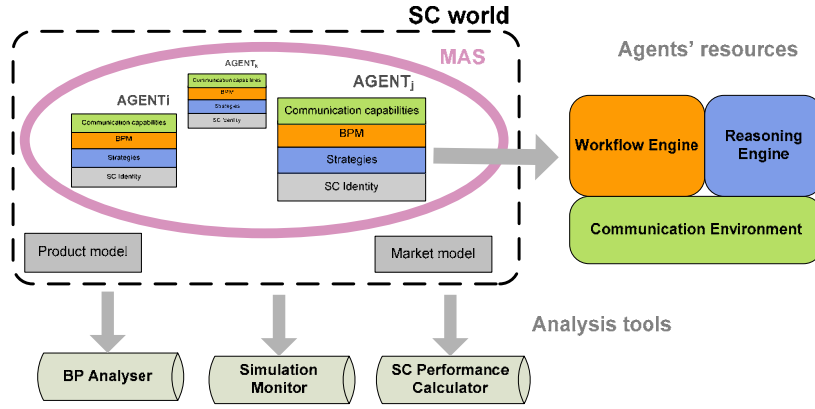 SC world
MAS
Agents' resources
AGENTk
Communication capabilities
BPM
Strategies
SC Identity
AGENTi
Communication capabilities
BPM
Strategies
SC Identity
AGENTj
Communication capabilities
BPM
Strategies
SC Identity
Workflow Engine
Reasoning
Engine
Communication Environment
Product model
Market model
Analysis tools
BP Analyser
Simulation
Monitor
SC Performance
Calculator